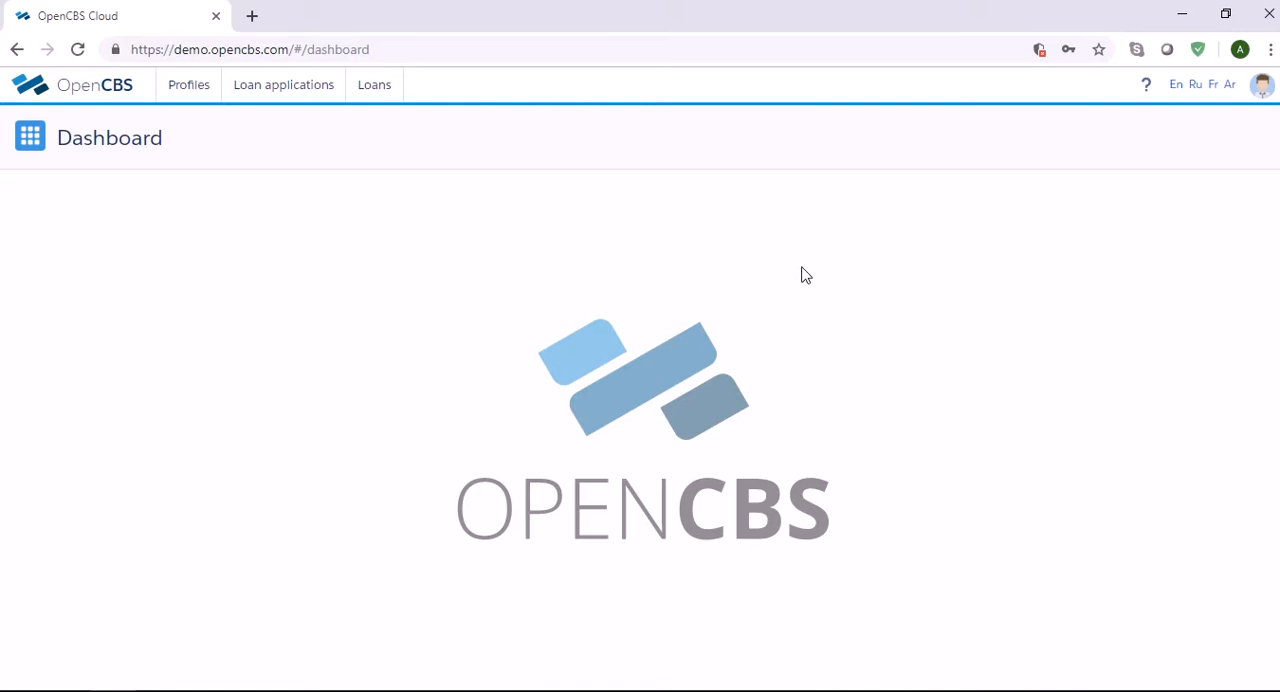 OpenCBS Cloud
https://demo.opencbs.com/#/dashboard
A
OpenCBS Profiles Loan applications Loans ? En Ru Fr Ar
Dashboard
OPENCBS